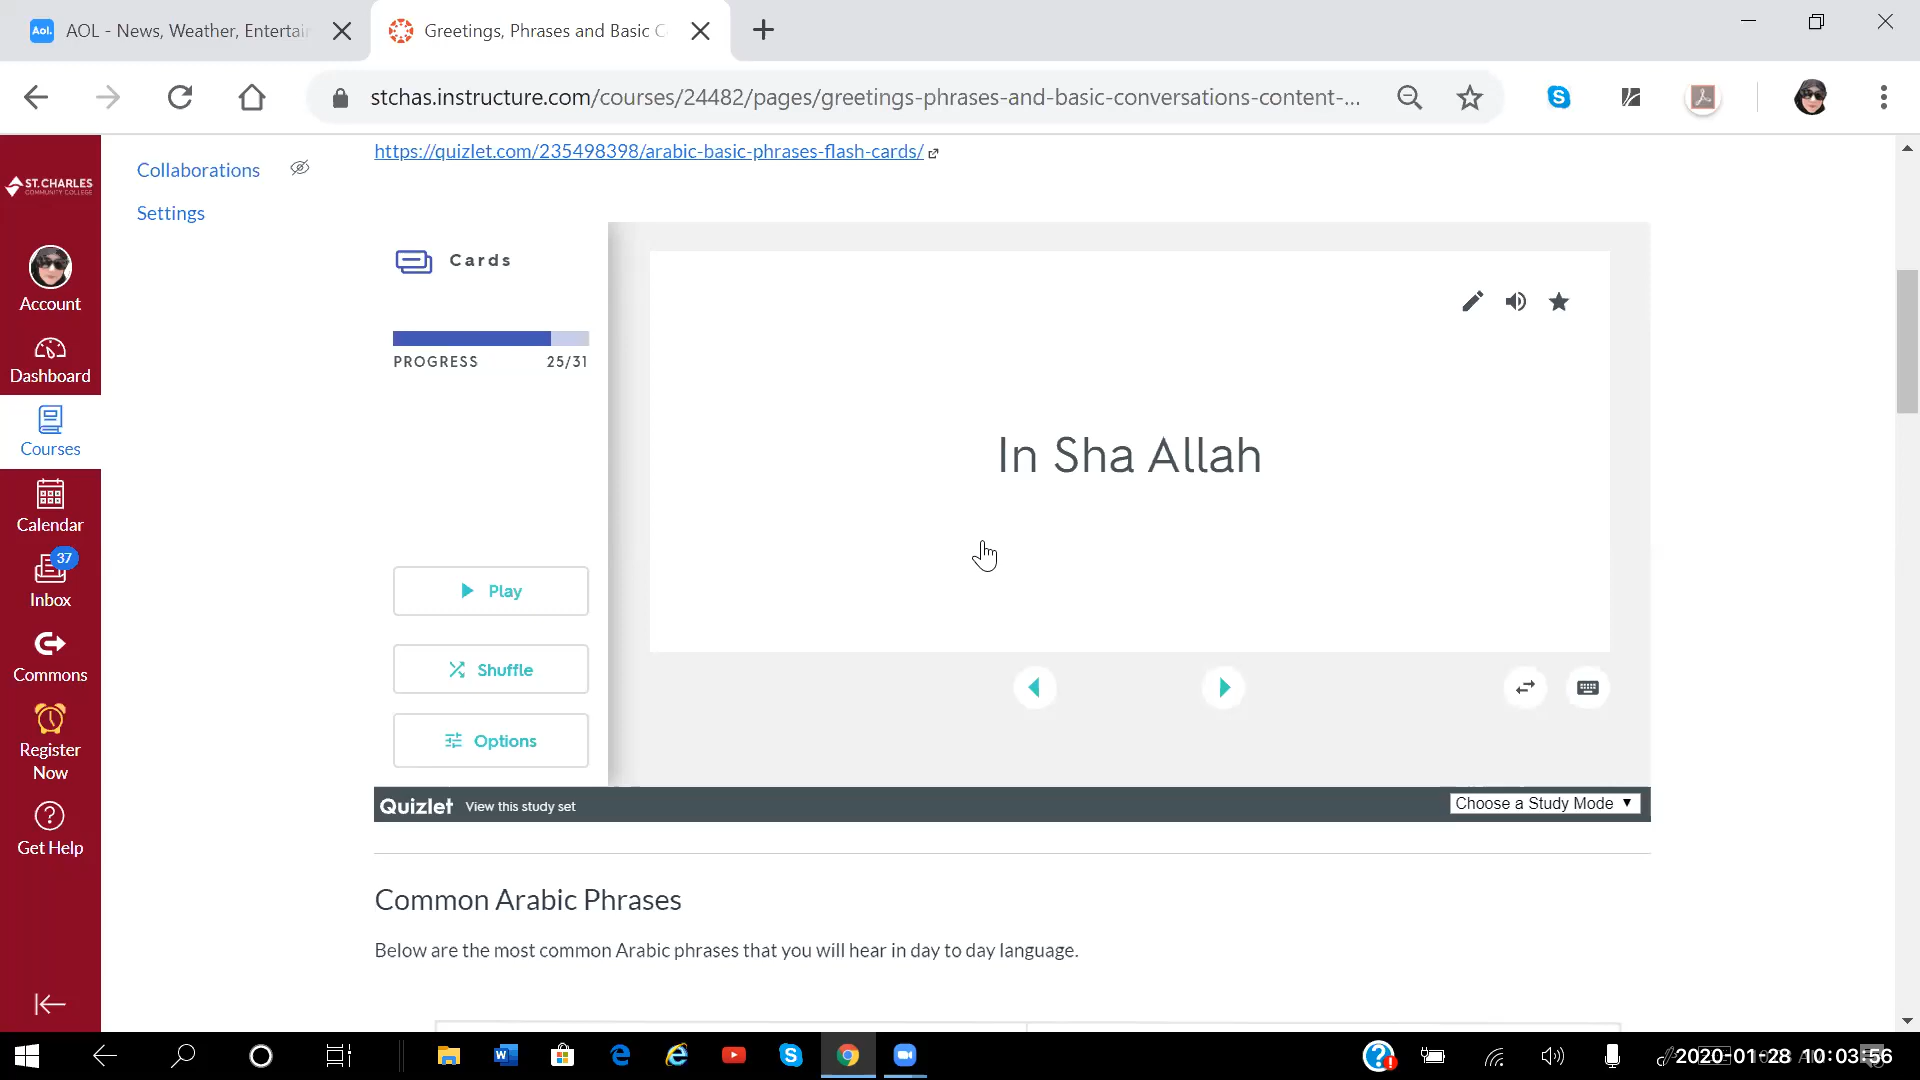 AOL - News, Weather, Entertai
Greetings, Phrases and Basic C
stchas.instructure.com/courses/24482/pages/greetings-phrases-and-basic-conversations-content-...
https://quizlet.com/235498398/arabic-basic-phrases-flash-cards/
Collaborations
Settings
ST.CHARLES
COMMUNITY COLLEGE
Account
Dashboard
Courses
Calendar
37
Inbox
Commons
Register
Now
Get Help
Cards
PROGRESS 25/31
In Sha Allah
Play
Shuffle
Options
Quizlet View this study set
Choose a Study Mode
Common Arabic Phrases
Below are the most common Arabic phrases that you will hear in day to day language.
2020-01-28 10:03:56